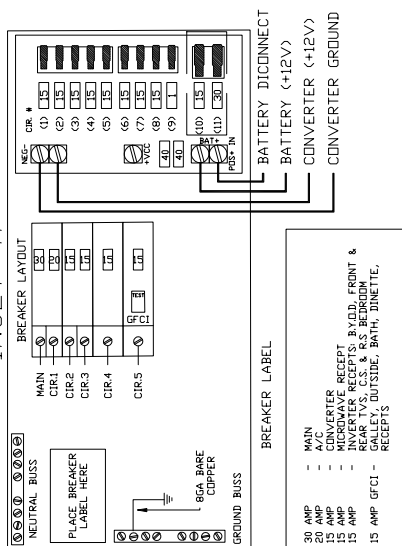 NEUTRAL BUSS
PLACE BREAKER
LABEL HERE
8GA BARE
COPPER
GROUND BUSS
BREAKER LAYOUT
MAIN
30
CIR.1
20
CIR.2
15
CIR.3
15
CIR.4
15
CIR.5
TEST
GFCI
15
CIR. #
(1) 15
(2) 15
(3) 15
(4) 15
(5) 15
(6) 15
(7) 15
(8) 15
(9) 1
(10) 15
(11) 30
NEG-
+VCC
40
40
BAT+
POS+ IN
BATTERY DICONNECT
BATTERY (+12V)
CONVERTER (+12V)
CONVERTER GROUND
BREAKER LABEL
30 AMP - MAIN
20 AMP - A/C
15 AMP - CONVERTER
15 AMP - MICROWAVE RECEPT
15 AMP - INVERTER RECEPTS: B.Y.O.D, FRONT &
REAR TVS, C.S. & R.S BEDROOM
15 AMP GFCI - GALLEY, OUTSIDE, BATH, DINETTE,
RECEPTS